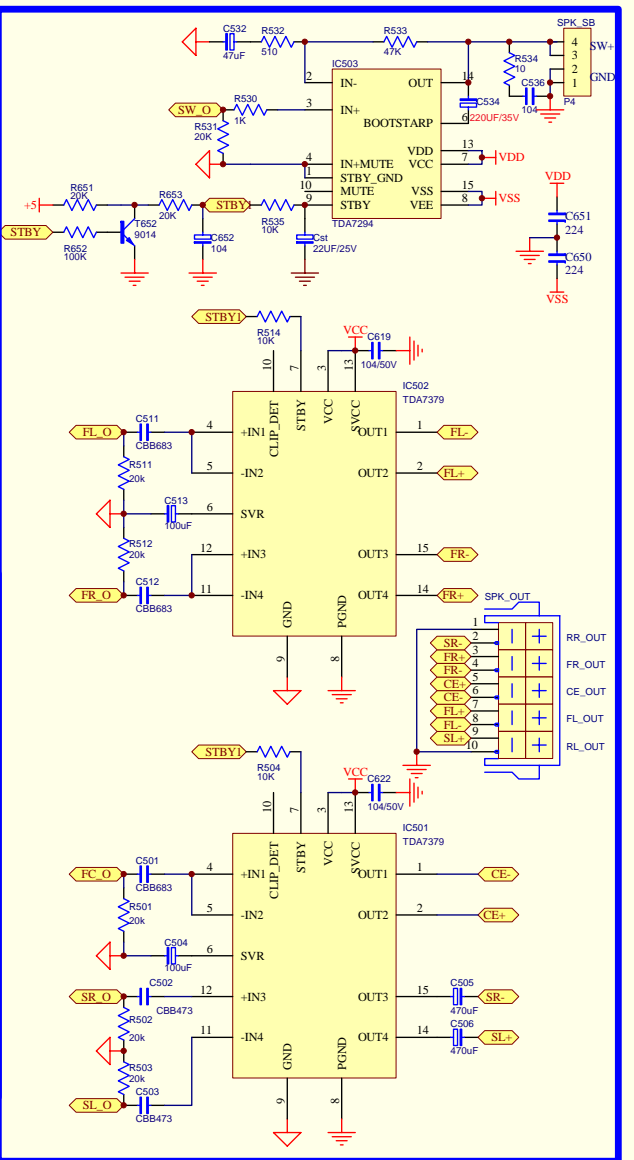 C532
47uF
R532
510
R533
47K
SPK_SB
4
3
2
1
SW+
GND
P4
R534
10
C536
104
IC503
2
IN-
OUT
14
SW_O
R530
1K
3
IN+
C534
220UF/35V
BOOTSTARP
6
R531
20K
VDD
13
VCC
7
VDD
4
IN+MUTE
1
STBY_GND
10
MUTE
9
STBY
VSS
15
VEE
8
VSS
TDA7294
+5
R651
20K
R653
20K
STBY1
R535
10K
STBY
R652
100K
T652
9014
C652
104
Cst
22UF/25V
VDD
C651
224
C650
224
VSS
STBY1
R514
10K
VCC
C619
104/50V
10
7
3
13
IC502
TDA7379
CLIP_DET
STBY
VCC
SVCC
FL_O
C511
CBB683
4
+IN1
OUT1
1
FL-
R511
20k
5
-IN2
OUT2
2
FL+
C513
100uF
6
SVR
R512
20k
12
+IN3
OUT3
15
FR-
FR_O
C512
CBB683
11
-IN4
OUT4
14
FR+
GND
PGND
9
8
SPK_OUT
1
SR-
2
RR_OUT
FR+
3
FR-
4
FR_OUT
CE+
5
CE-
6
CE_OUT
FL+
7
FL-
8
FL_OUT
SL+
9
10
RL_OUT
STBY1
R504
10K
VCC
C622
104/50V
10
7
3
13
IC501
TDA7379
CLIP_DET
STBY
VCC
SVCC
FC_O
C501
CBB683
4
+IN1
OUT1
1
CE-
R501
20k
5
-IN2
OUT2
2
CE+
C504
100uF
6
SVR
SR_O
C502
CBB473
12
+IN3
OUT3
15
C505
470uF
SR-
R502
20k
11
-IN4
OUT4
14
C506
470uF
SL+
R503
20k
SL_O
C503
CBB473
GND
PGND
9
8